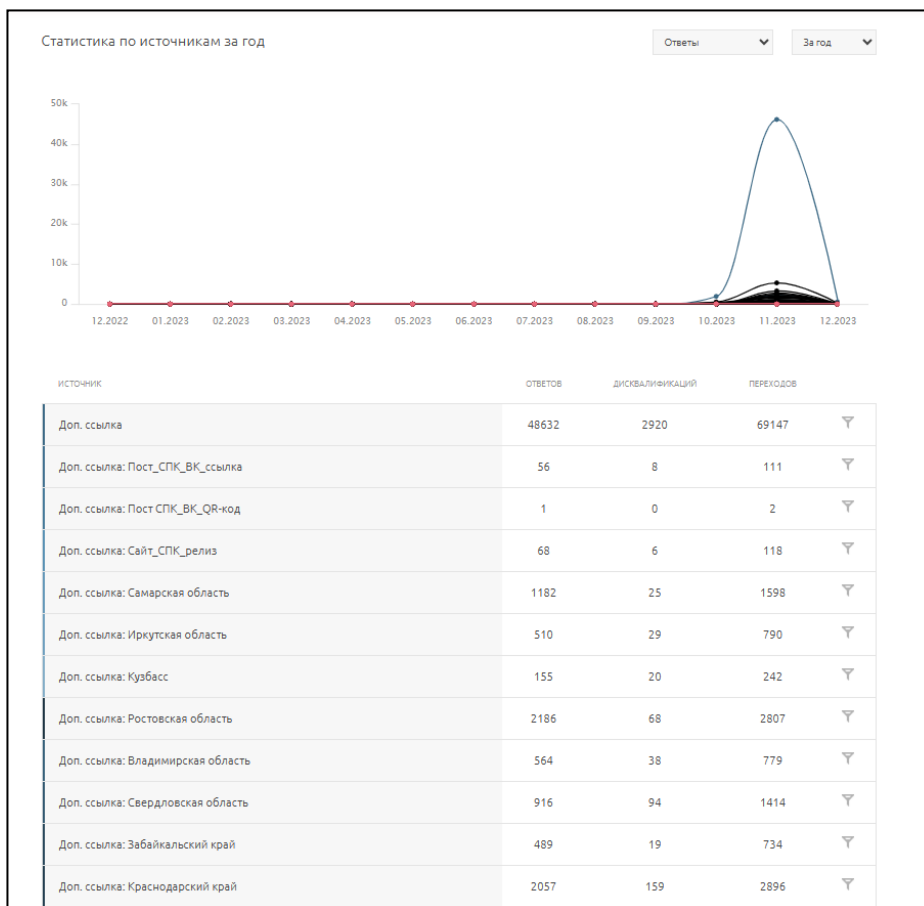 Статистика по источникам за год
Ответы За год
50k
40k
30k
20k
10k
0
12.2022 01.2023 02.2023 03.2023 04.2023 05.2023 06.2023 07.2023 08.2023 09.2023 10.2023 11.2023 12.2023
ИСТОЧНИК ОТВЕТОВ ДИСКВАЛИФИКАЦИЙ ПЕРЕХОДОВ
Доп. ссылка 48632 2920 69147
Доп. ссылка: Пост_СПК_ВК_ссылка 56 8 111
Доп. ссылка: Пост СПК_ВК_QR-код 1 0 2
Доп. ссылка: Сайт_СПК_релиз 68 6 118
Доп. ссылка: Самарская область 1182 25 1598
Доп. ссылка: Иркутская область 510 29 790
Доп. ссылка: Кузбасс 155 20 242
Доп. ссылка: Ростовская область 2186 68 2807
Доп. ссылка: Владимирская область 564 38 779
Доп. ссылка: Свердловская область 916 94 1414
Доп. ссылка: Забайкальский край 489 19 734
Доп. ссылка: Краснодарский край 2057 159 2896